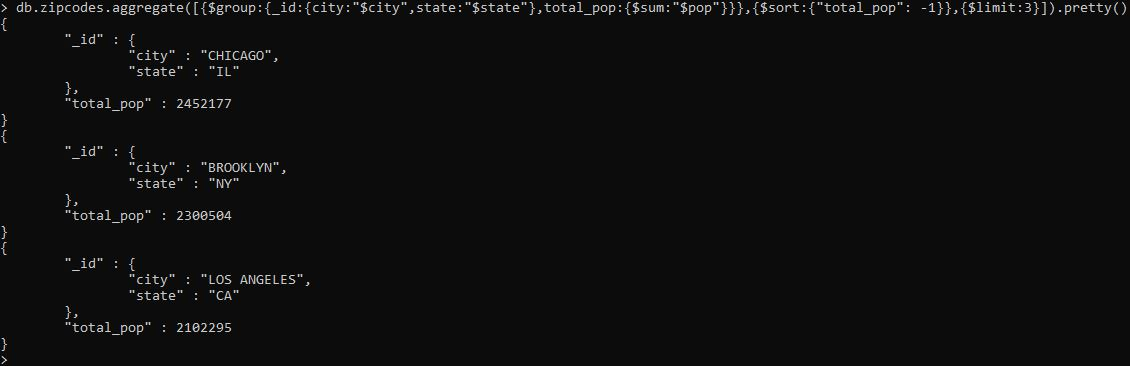 > db.zipcodes.aggregate([{$group:{_id:{city:"$city",state:"$state"},total_pop:{$sum:"$pop"}}},{$sort:{"total_pop": -1}},{$limit:3}]).pretty()
{
        "_id" : {
                "city" : "CHICAGO",
                "state" : "IL"
        },
        "total_pop" : 2452177
}
{
        "_id" : {
                "city" : "BROOKLYN",
                "state" : "NY"
        },
        "total_pop" : 2300504
}
{
        "_id" : {
                "city" : "LOS ANGELES",
                "state" : "CA"
        },
        "total_pop" : 2102295
}
>